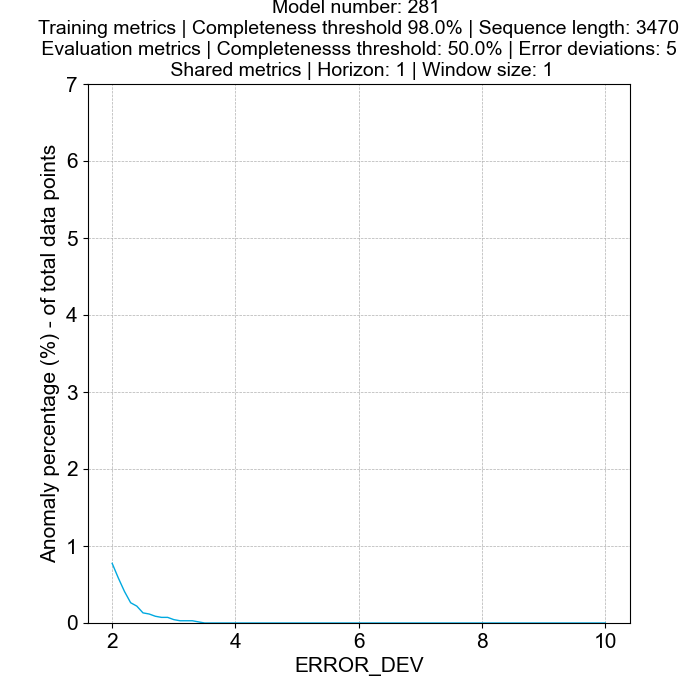 Model number: 281
Training metrics | Completeness threshold 98.0% | Sequence length: 3470
Evaluation metrics | Completenesss threshold: 50.0% | Error deviations: 5
Shared metrics | Horizon: 1 | Window size: 1
7
6
5
4
3
2
1
0
Anomaly percentage (%) - of total data points
2 4 6 8 10
ERROR_DEV